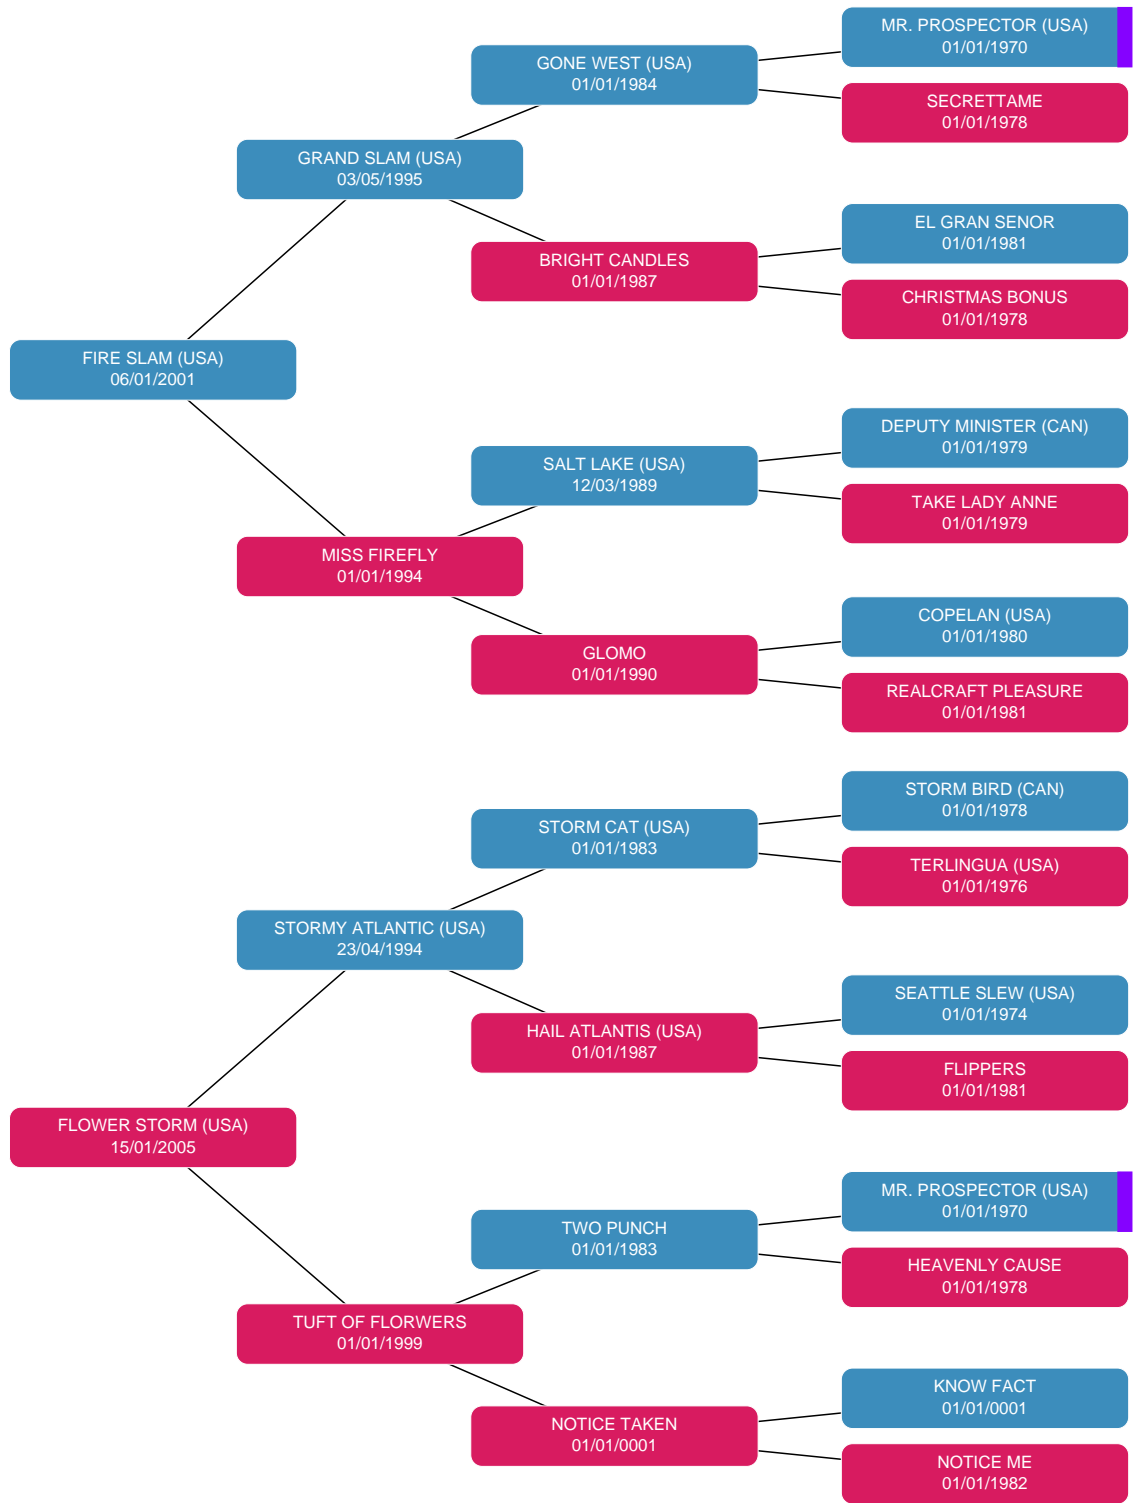 MR. PROSPECTOR (USA)
01/01/1970
GONE WEST (USA)
01/01/1984
SECRETTAME
01/01/1978
GRAND SLAM (USA)
03/05/1995
EL GRAN SENOR
01/01/1981
BRIGHT CANDLES
01/01/1987
CHRISTMAS BONUS
01/01/1978
FIRE SLAM (USA)
06/01/2001
DEPUTY MINISTER (CAN)
01/01/1979
SALT LAKE (USA)
12/03/1989
TAKE LADY ANNE
01/01/1979
MISS FIREFLY
01/01/1994
COPELAN (USA)
01/01/1980
GLOMO
01/01/1990
REALCRAFT PLEASURE
01/01/1981
STORM BIRD (CAN)
01/01/1978
STORM CAT (USA)
01/01/1983
TERLINGUA (USA)
01/01/1976
STORMY ATLANTIC (USA)
23/04/1994
SEATTLE SLEW (USA)
01/01/1974
HAIL ATLANTIS (USA)
01/01/1987
FLIPPERS
01/01/1981
FLOWER STORM (USA)
15/01/2005
MR. PROSPECTOR (USA)
01/01/1970
TWO PUNCH
01/01/1983
HEAVENLY CAUSE
01/01/1978
TUFT OF FLORWERS
01/01/1999
KNOW FACT
01/01/0001
NOTICE TAKEN
01/01/0001
NOTICE ME
01/01/1982